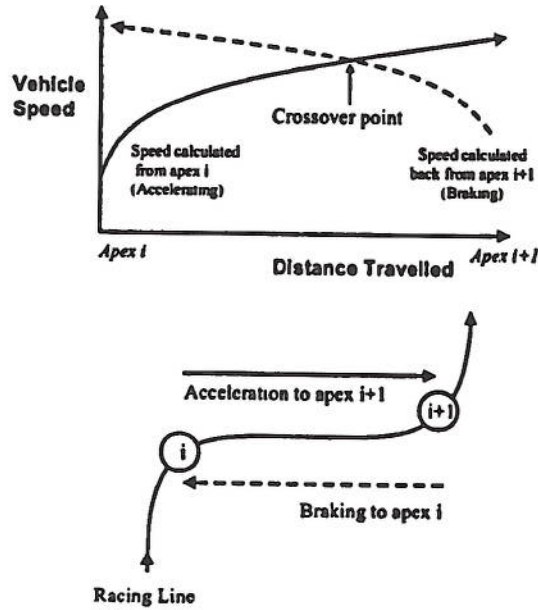 Vehicle
Speed
Crossover point
Speed calculated
from apex i
(Accelerating)
Speed calculated
back from apex i+1
(Braking)
Apex i
Distance Travelled
Apex i+1
Acceleration to apex i+1
i+1
i
Braking to apex i
Racing Line